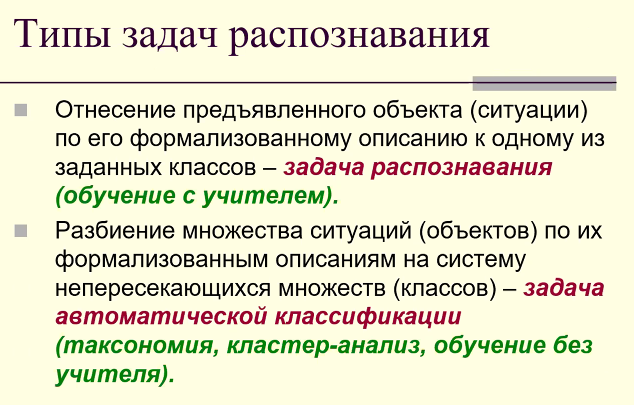 Типы задач распознавания
Отнесение предъявленного объекта (ситуации)
по его формализованному описанию к одному из
заданных классов – задача распознавания
(обучение с учителем).
Разбиение множества ситуаций (объектов) по их
формализованным описаниям на систему
непересекающихся множеств (классов) – задача
автоматической классификации
(таксономия, кластер-анализ, обучение без
учителя).